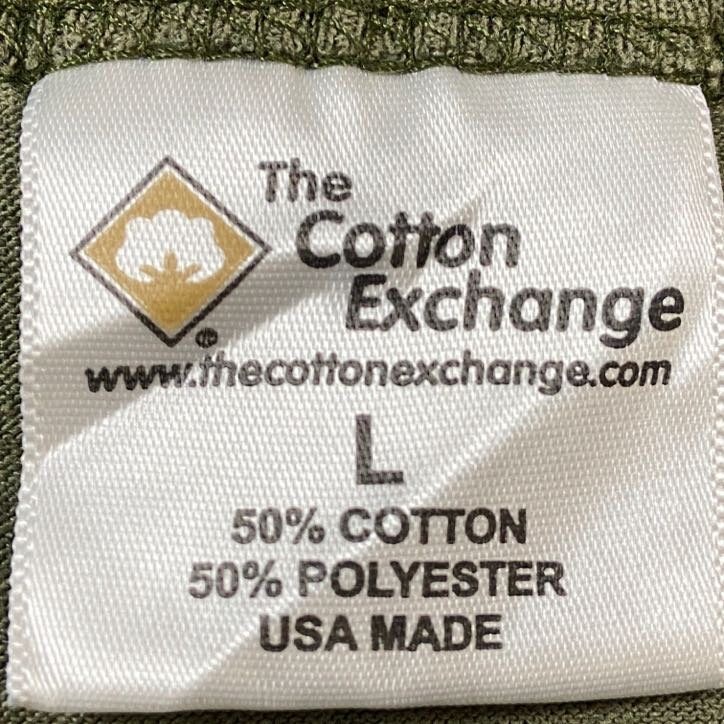 The
Cotton
Exchange
®
www.thecottonexchange.com
L
50% COTTON
50% POLYESTER
USA MADE